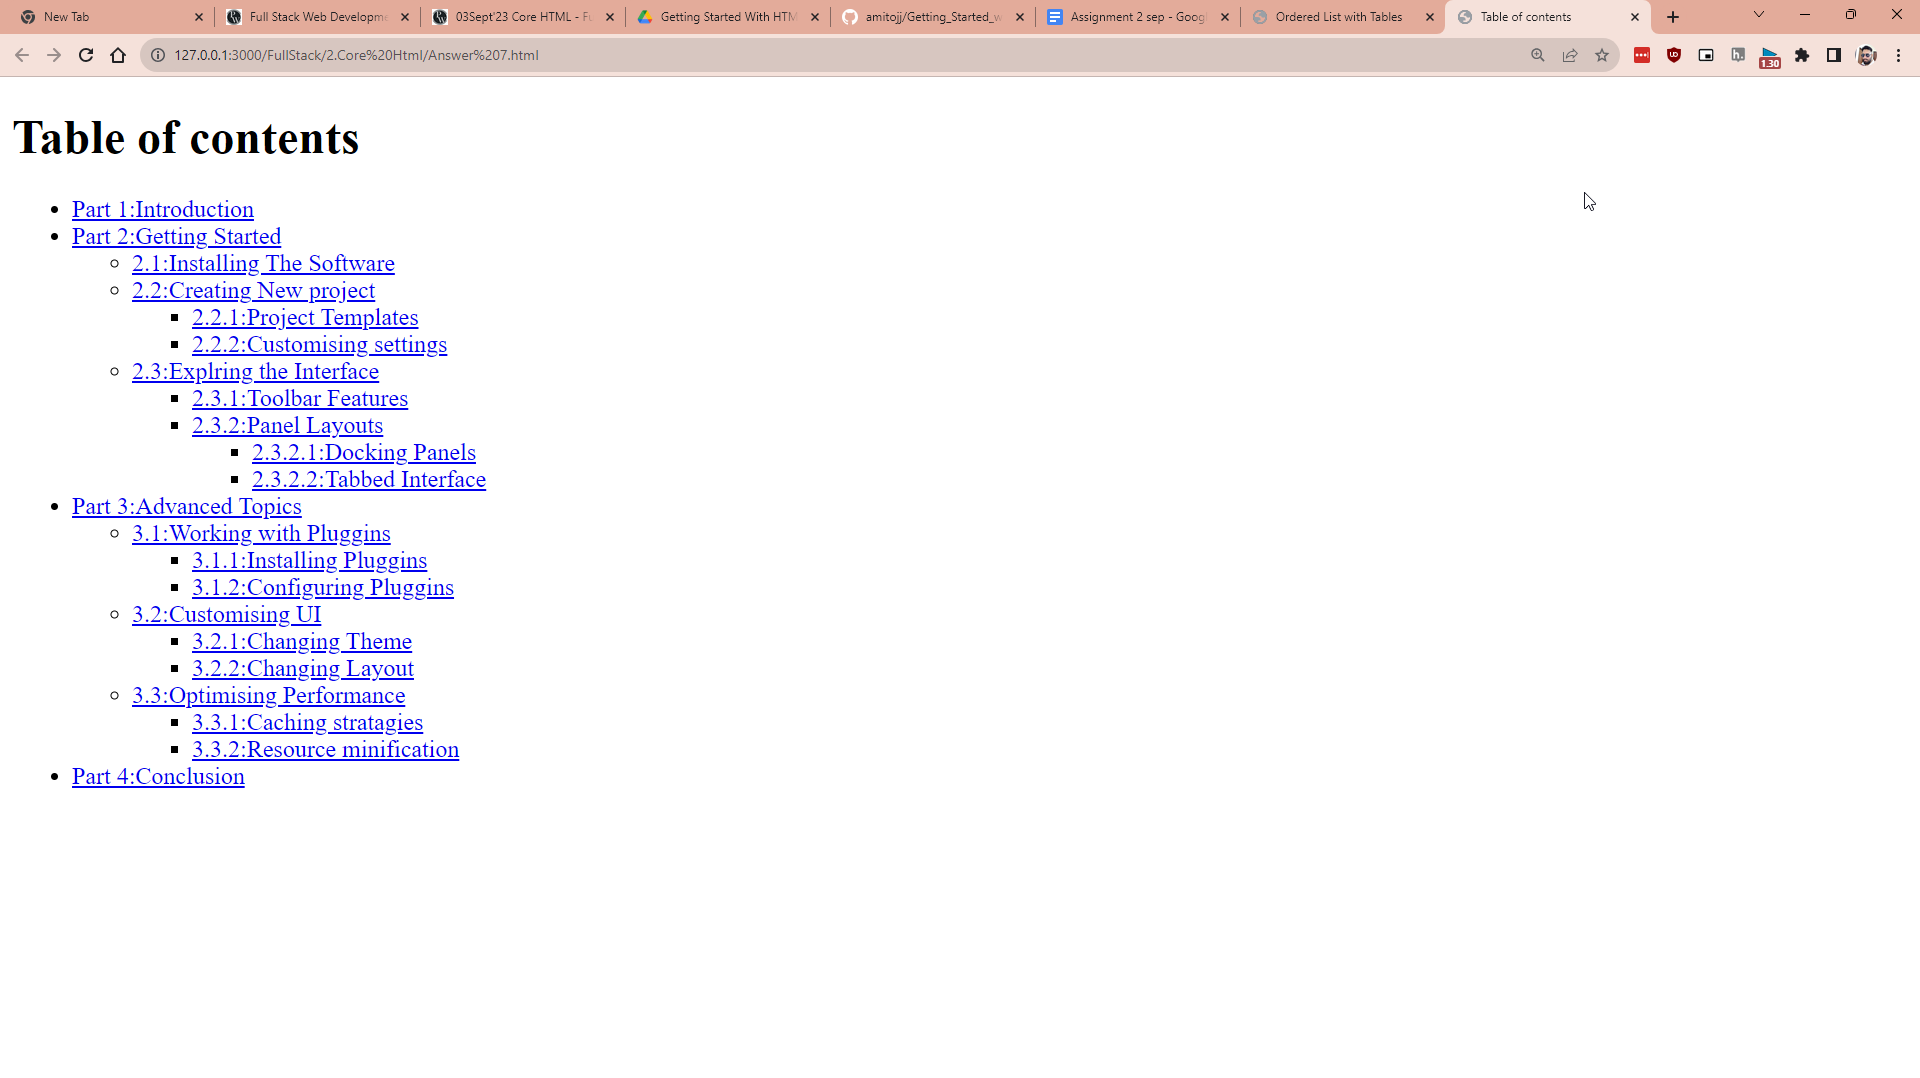 New Tab
Full Stack Web Developme
03Sept'23 Core HTML - Fu
Getting Started With HTM
amitojj/Getting_Started_w
Assignment 2 sep - Googl
Ordered List with Tables
Table of contents
127.0.0.1:3000/FullStack/2.Core%20Html/Answer%207.html
h.
1.30
Table of contents
Part 1:Introduction
Part 2:Getting Started
2.1:Installing The Software
2.2:Creating New project
2.2.1:Project Templates
2.2.2:Customising settings
2.3:Explring the Interface
2.3.1:Toolbar Features
2.3.2:Panel Layouts
2.3.2.1:Docking Panels
2.3.2.2:Tabbed Interface
Part 3:Advanced Topics
3.1:Working with Pluggins
3.1.1:Installing Pluggins
3.1.2:Configuring Pluggins
3.2:Customising UI
3.2.1:Changing Theme
3.2.2:Changing Layout
3.3:Optimising Performance
3.3.1:Caching stratagies
3.3.2:Resource minification
Part 4:Conclusion